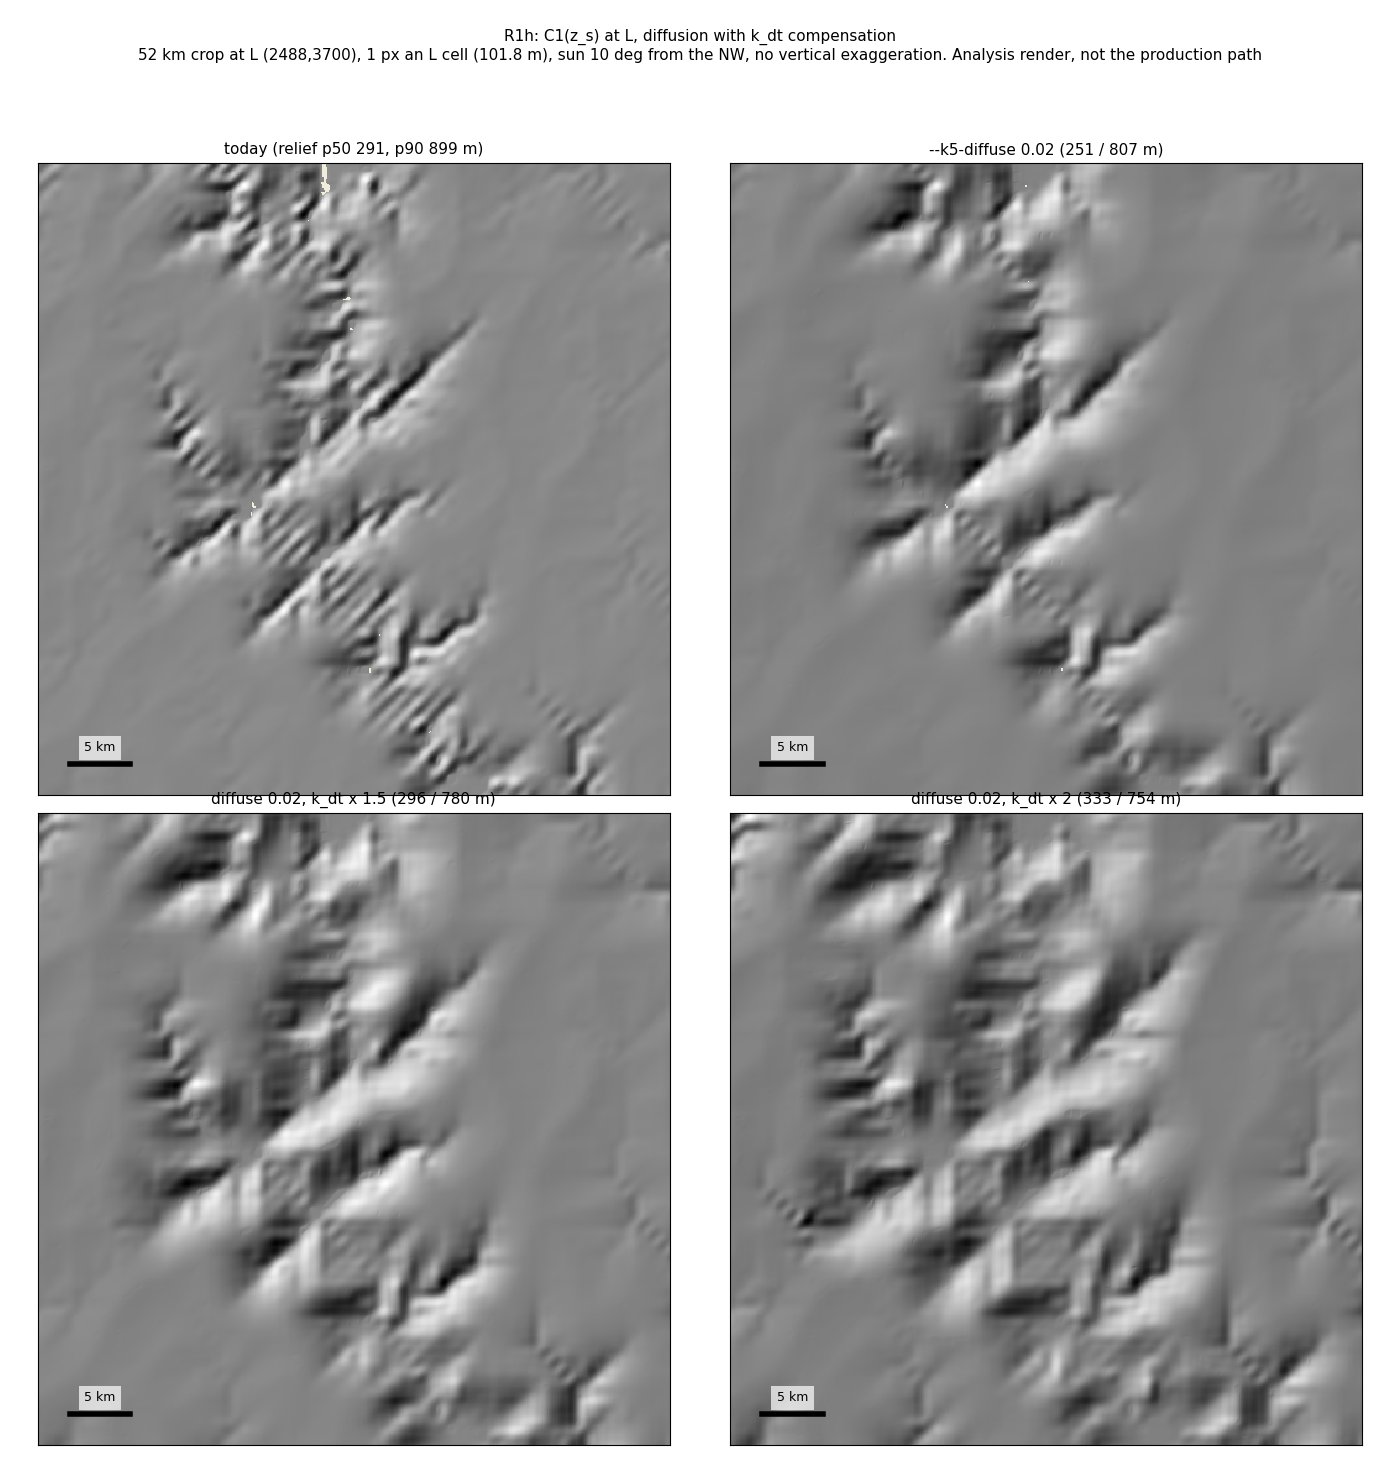 R1h: C1(z_s) at L, diffusion with k_dt compensation
52 km crop at L (2488,3700), 1 px an L cell (101.8 m), sun 10 deg from the NW, no vertical exaggeration. Analysis render, not the production path
today (relief p50 291, p90 899 m)
--k5-diffuse 0.02 (251 / 807 m)
5 km
5 km
diffuse 0.02, k_dt x 1.5 (296 / 780 m)
diffuse 0.02, k_dt x 2 (333 / 754 m)
5 km
5 km